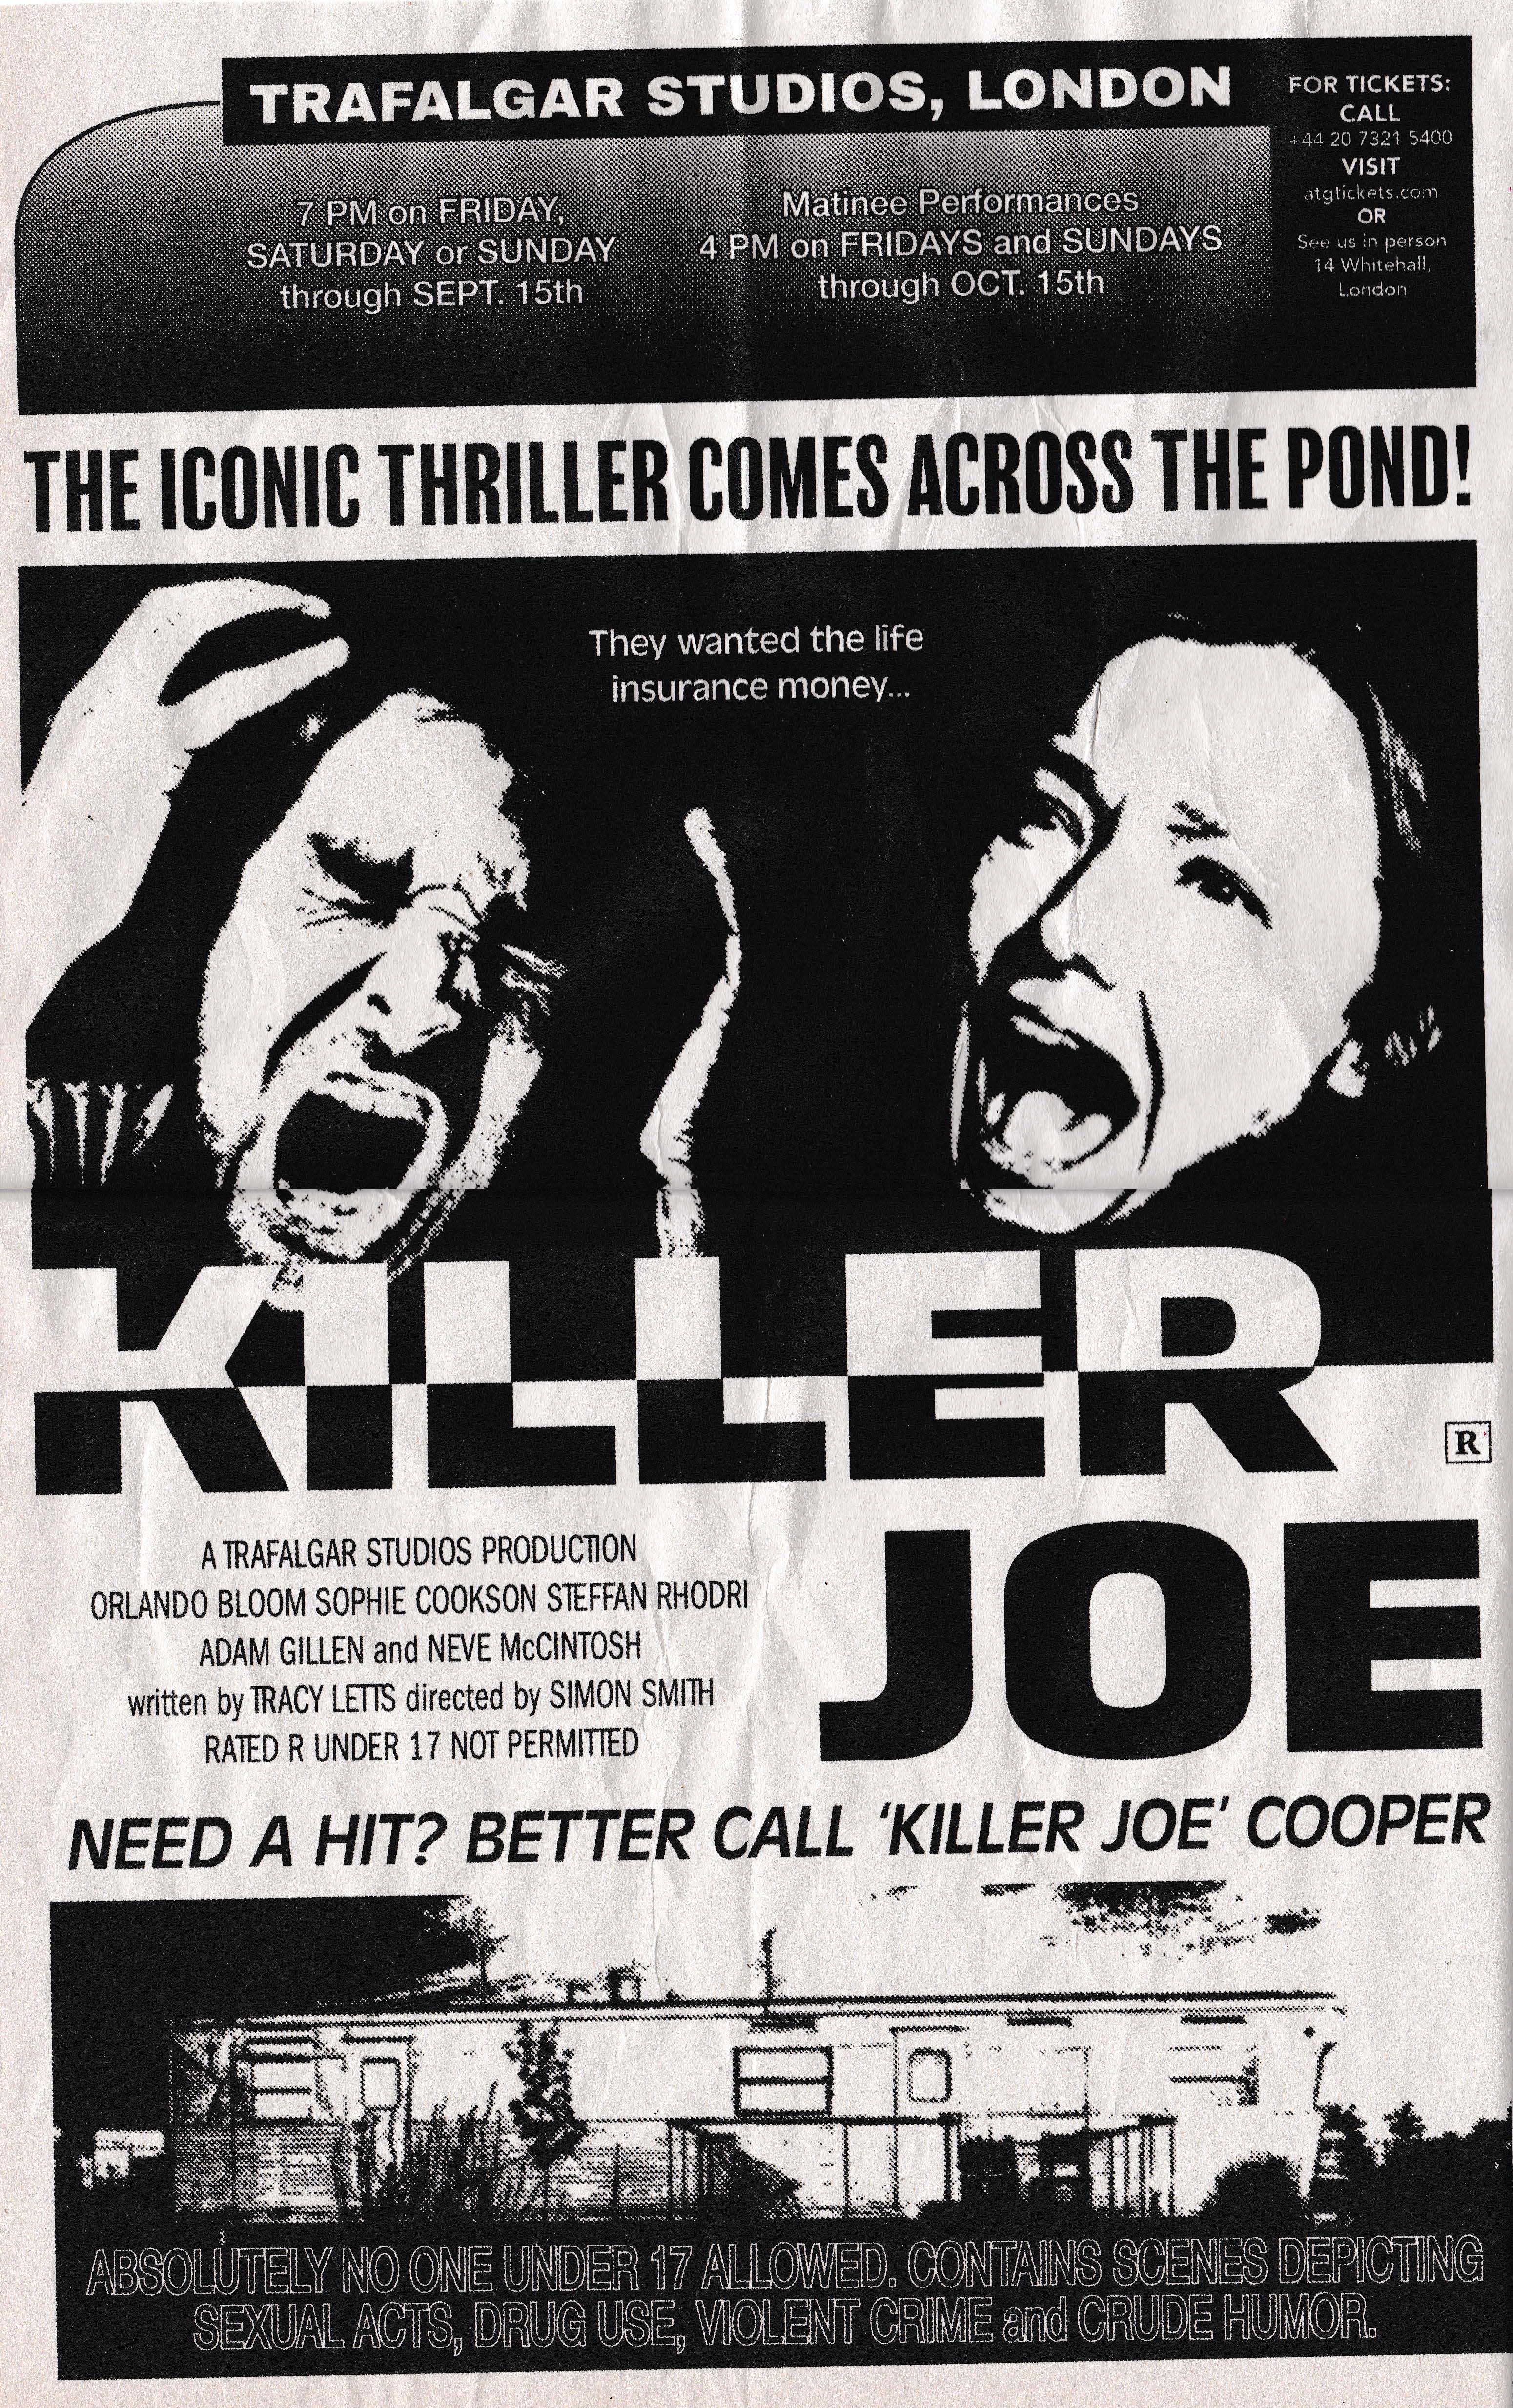 TRAFALGAR STUDIOS, LONDON
7 PM on FRIDAY,
SATURDAY or SUNDAY
through SEPT. 15th
Matinee Performances
4 PM on FRIDAYS and SUNDAYS
through OCT. 15th
FOR TICKETS:
CALL
+44 20 7321 5400
VISIT
atgtickets.com
OR
See us in person
14 Whitehall,
London
THE ICONIC THRILLER COMES ACROSS THE POND!
They wanted the life
insurance money...
KILLER
R
JOE
A TRAFALGAR STUDIOS PRODUCTION
ORLANDO BLOOM SOPHIE COOKSON STEFFAN RHODRI
ADAM GILLEN and NEVE McCINTOSH
written by TRACY LETTS directed by SIMON SMITH
RATED R UNDER 17 NOT PERMITTED
NEED A HIT? BETTER CALL ‘KILLER JOE’ COOPER
ABSOLUTELY NO ONE UNDER 17 ALLOWED. CONTAINS SCENES DEPICTING
SEXUAL ACTS, DRUG USE, VIOLENT CRIME and CRUDE HUMOR.